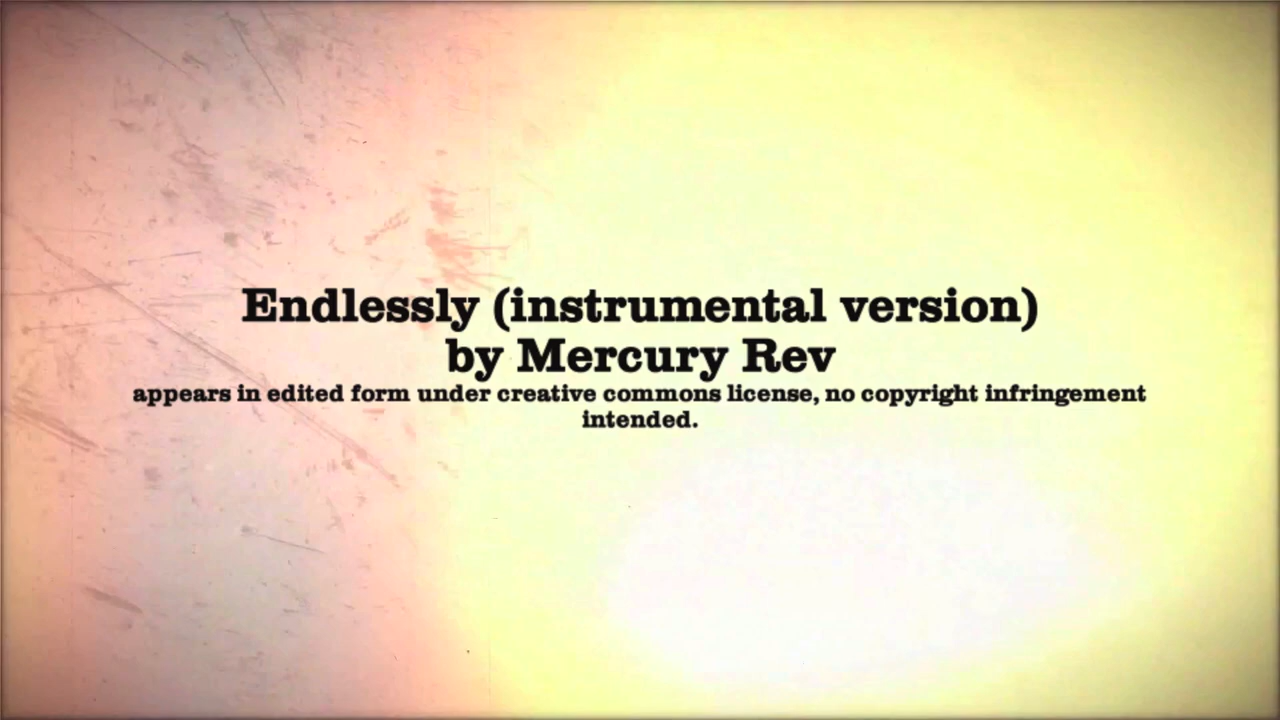 Endlessly (instrumental version)
by Mercury Rev
appears in edited form under creative commons license, no copyright infringement
intended.